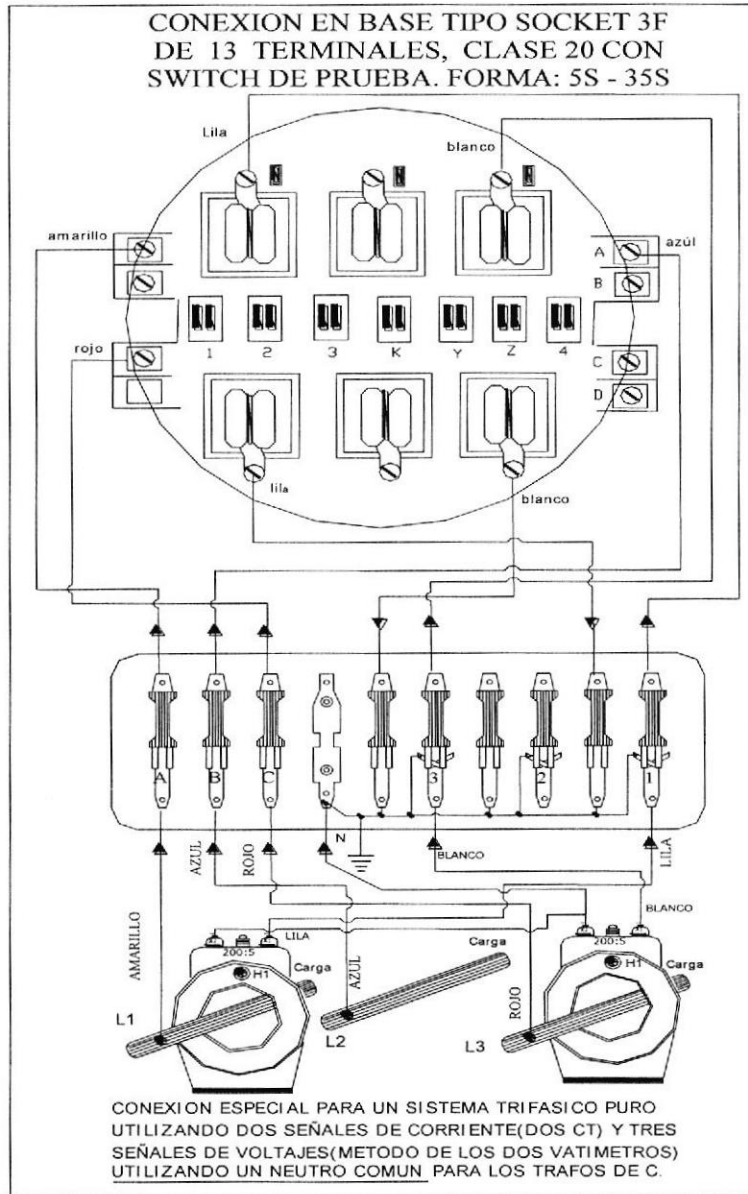 CONEXION EN BASE TIPO SOCKET 3F
DE 13 TERMINALES, CLASE 20 CON
SWITCH DE PRUEBA. FORMA: 5S - 35S
Lila
blanco
amarillo
azúl
A
B
1 2 3 K Y Z 4
rojo
C
D
lila
blanco
A B C 3 2 1
N
AZUL
ROJO
BLANCO
LILA
AMARILLO
LILA
200:5
H1
Carga
L1
AZUL
Carga
L2
ROJO
BLANCO
200:5
H1
Carga
L3
CONEXION ESPECIAL PARA UN SISTEMA TRIFASICO PURO
UTILIZANDO DOS SEÑALES DE CORRIENTE(DOS CT) Y TRES
SEÑALES DE VOLTAJES(METODO DE LOS DOS VATIMETROS)
UTILIZANDO UN NEUTRO COMUN PARA LOS TRAFOS DE C.